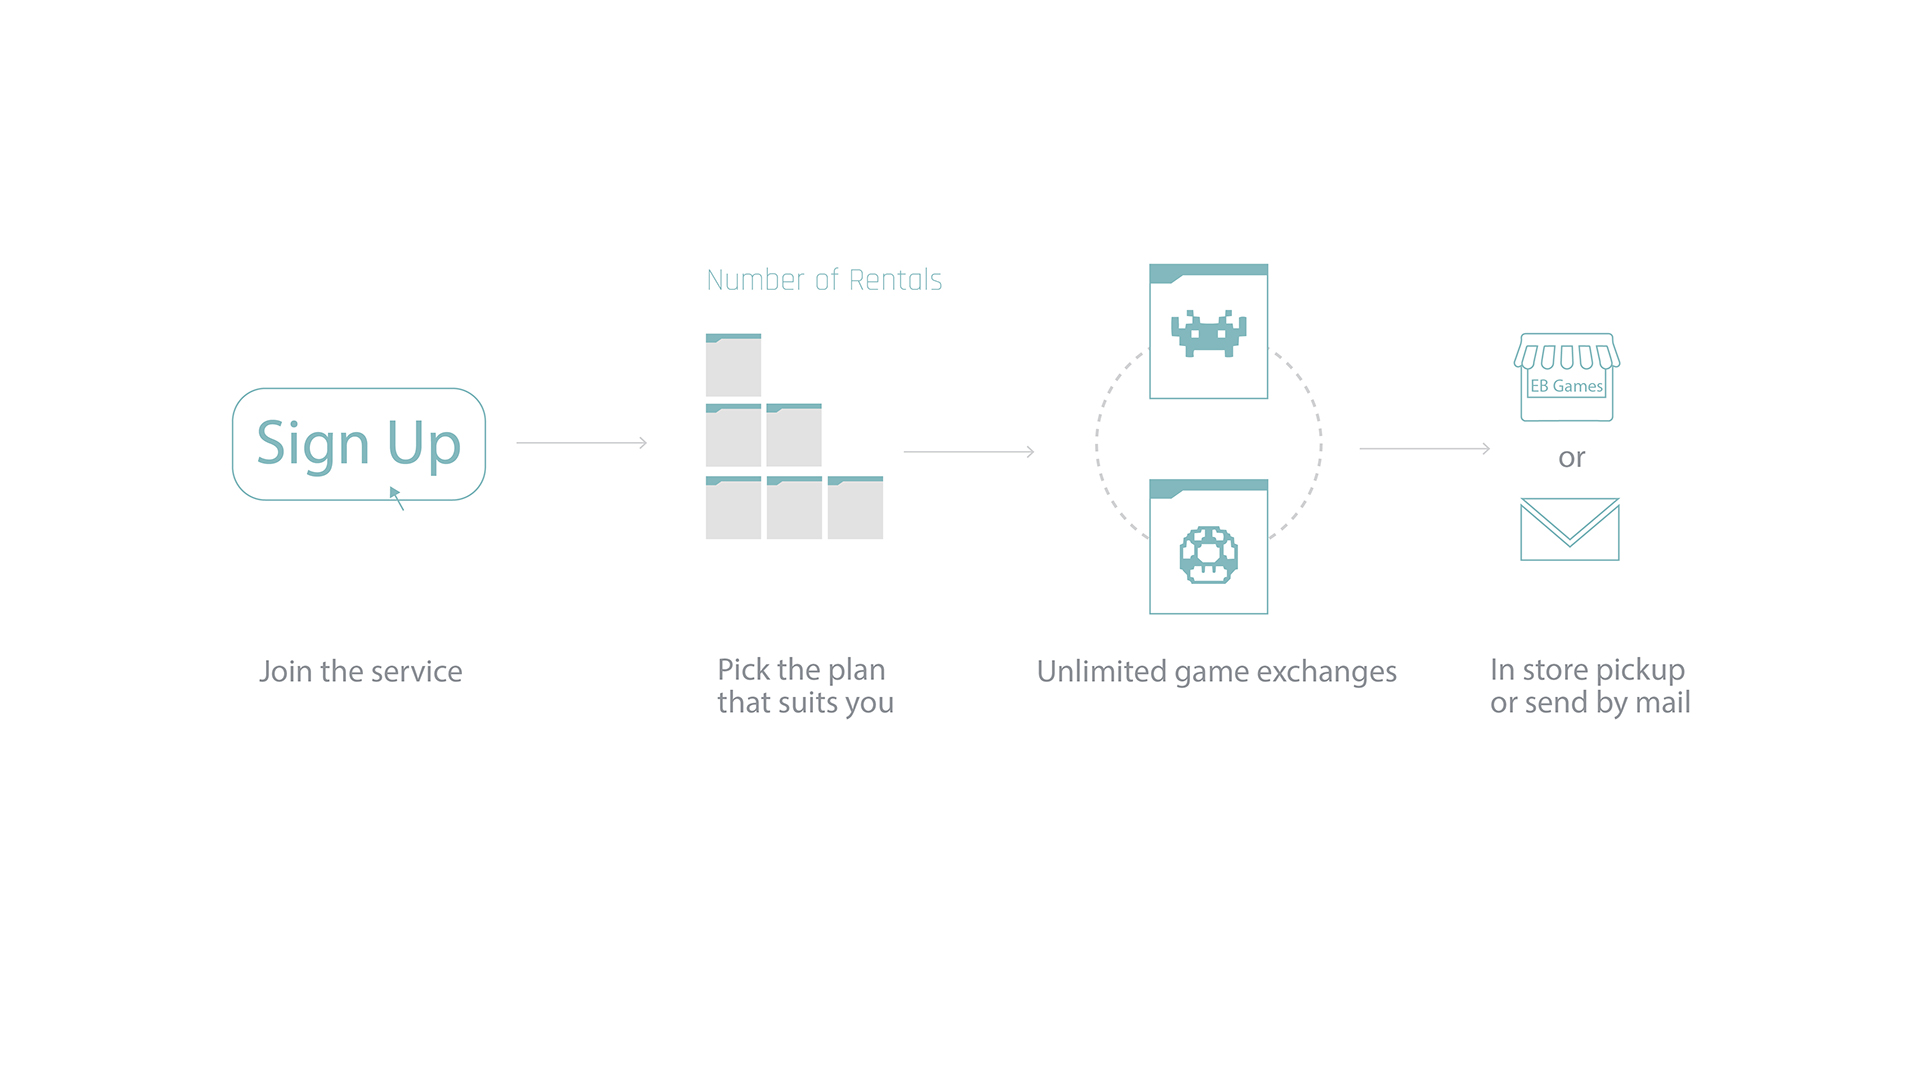 Sign Up
Join the service
Number of Rentals
Pick the plan
that suits you
Unlimited game exchanges
EB Games
or
In store pickup
or send by mail